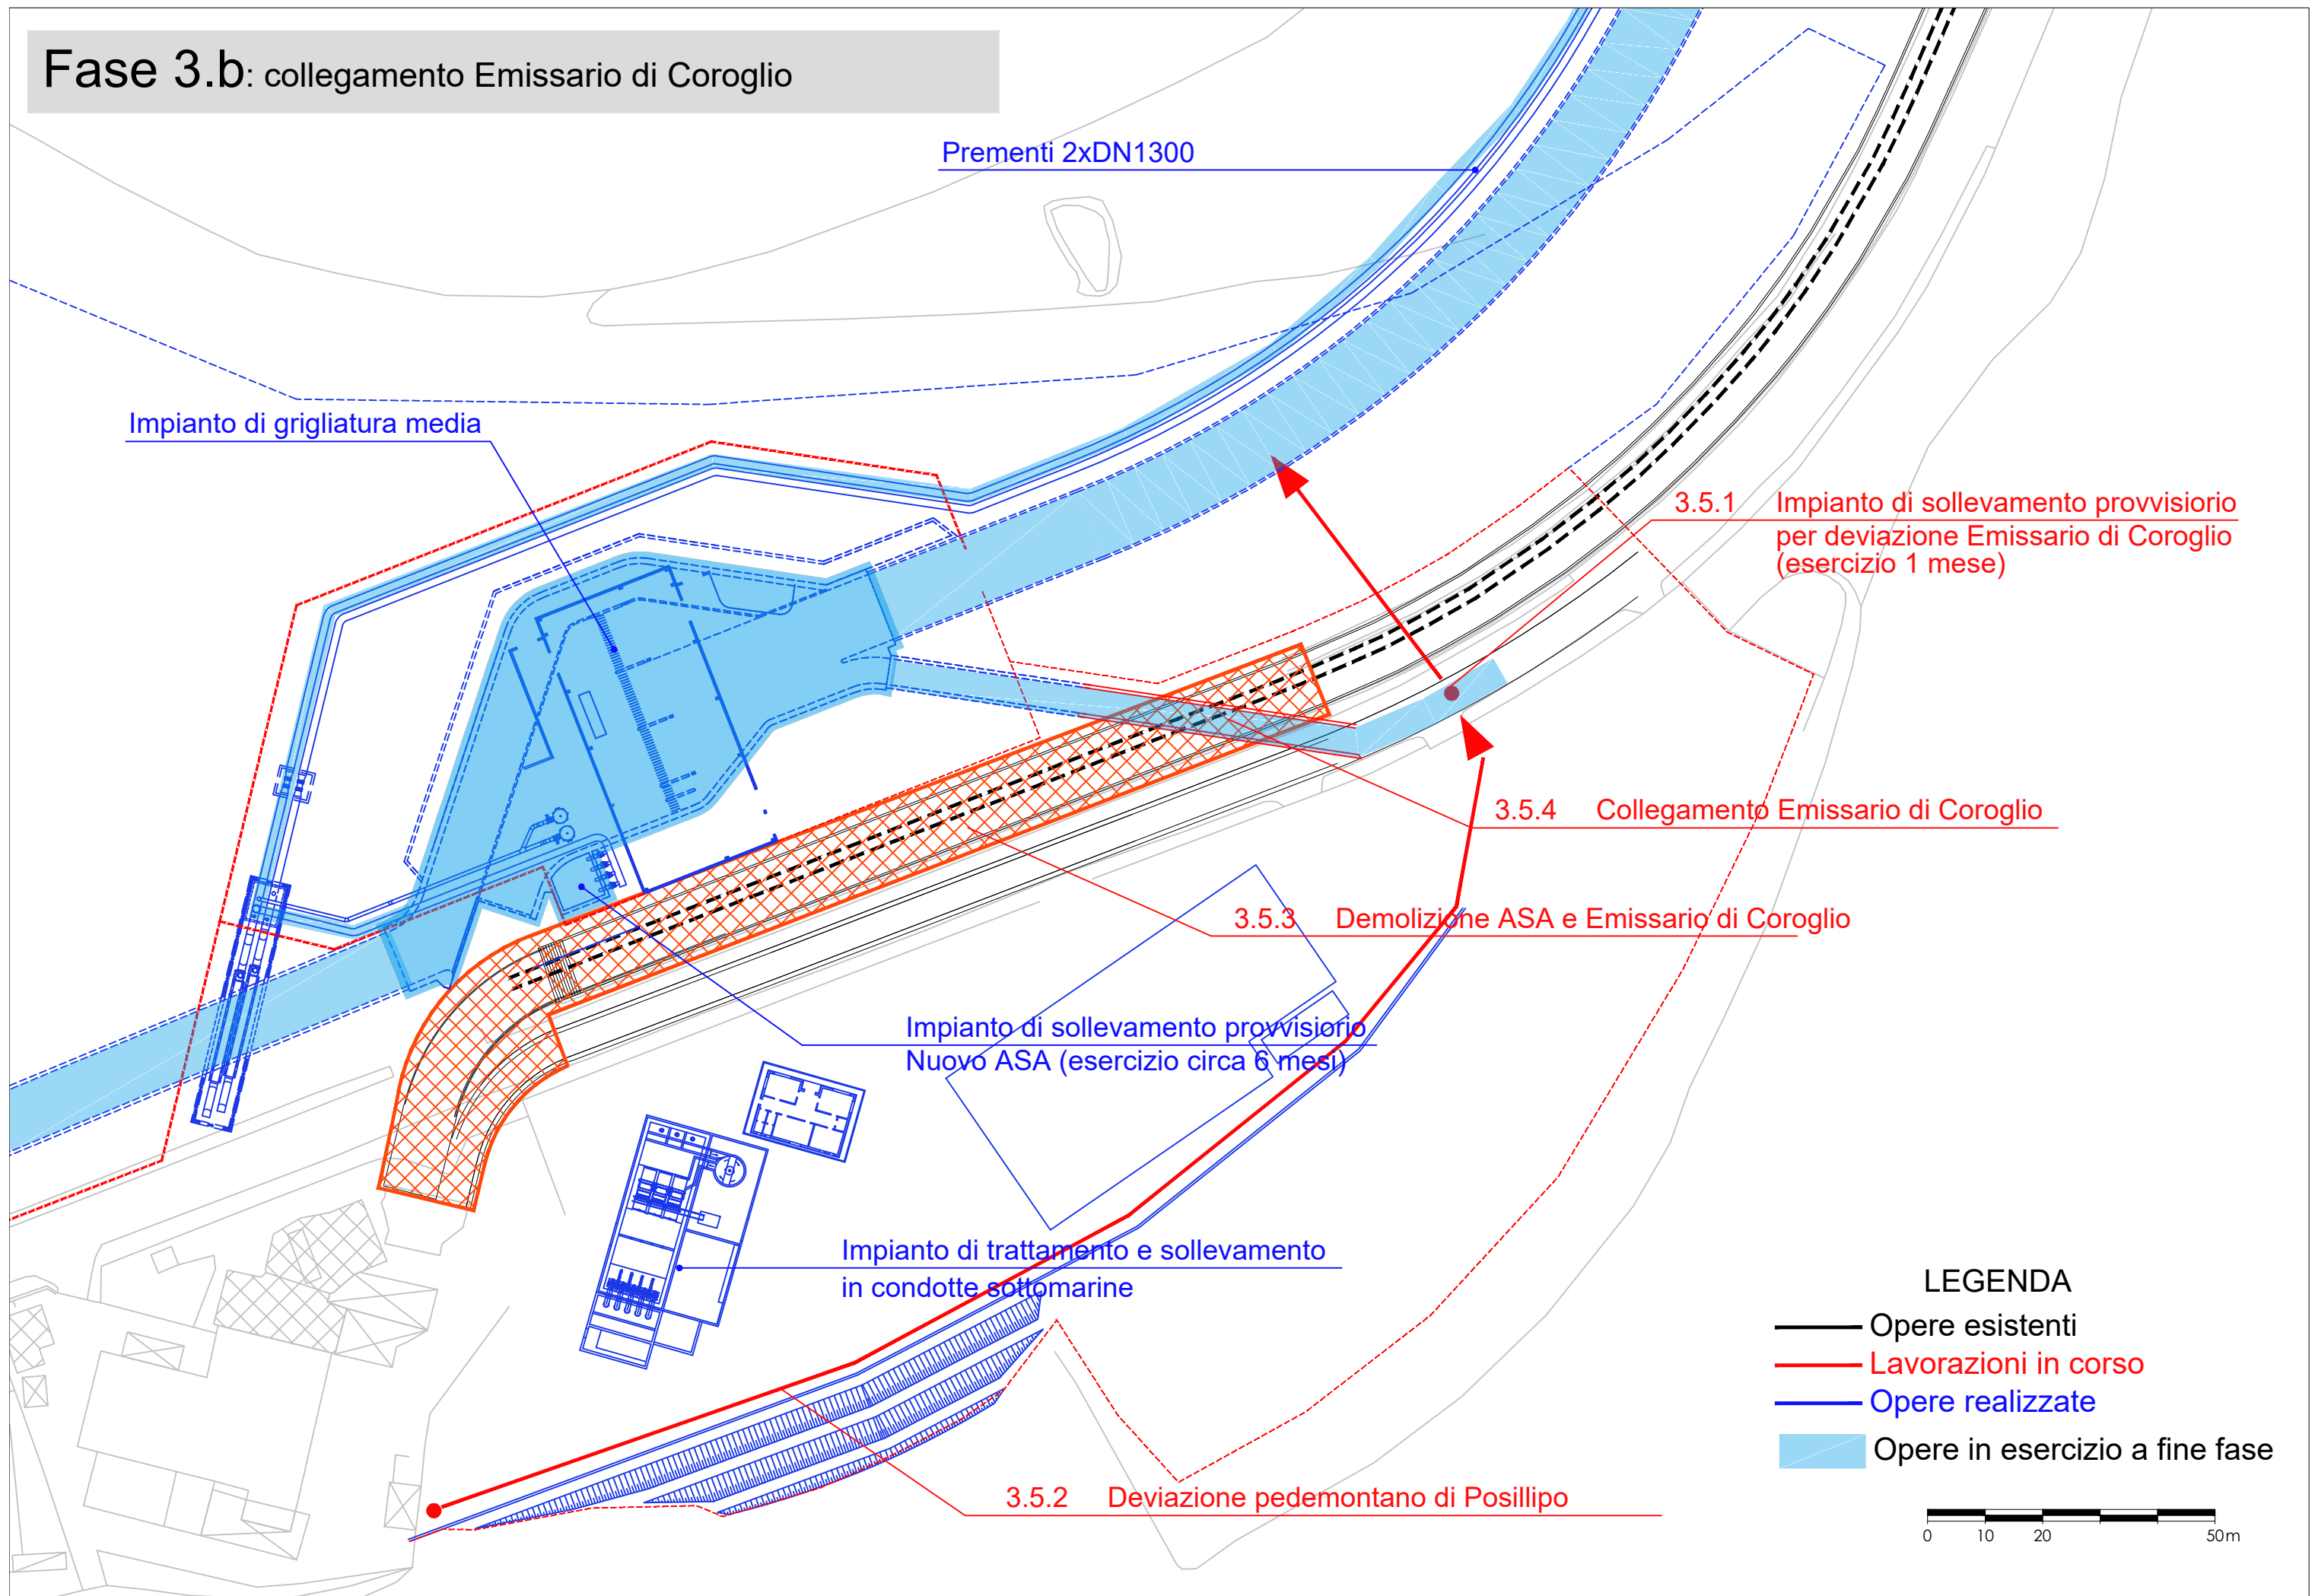 Fase 3.b: collegamento Emissario di Coroglio
Prementi 2xDN1300
Impianto di grigliatura media
3.5.1 Impianto di sollevamento provvisiorio
per deviazione Emissario di Coroglio
(esercizio 1 mese)
3.5.4 Collegamento Emissario di Coroglio
3.5.3 Demolizione ASA e Emissario di Coroglio
Impianto di sollevamento provvisiorio
Nuovo ASA (esercizio circa 6 mesi)
Impianto di trattamento e sollevamento
in condotte sottomarine
3.5.2 Deviazione pedemontano di Posillipo
LEGENDA
Opere esistenti
Lavorazioni in corso
Opere realizzate
Opere in esercizio a fine fase
0 10 20 50m